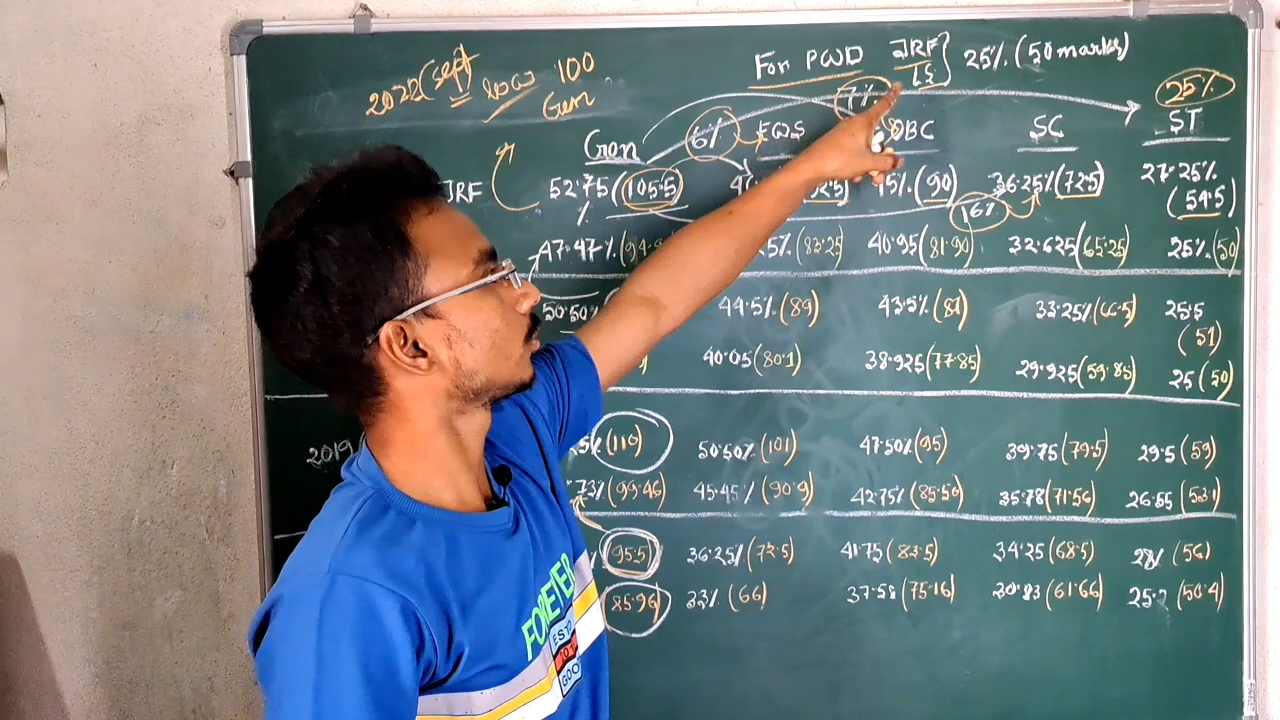 2022 (Sept) 100
Gen
For PWD JRF LS } 25% (50 marks)
Gen 6% EWS 7% OBC SC 25% ST
JRF 52.75 % (105.5) 45% (90) 36.25% (72.5) 16% 27.25% (54.5)
47.47% 5% (83.25) 40.95 (81.90) 32.625 (65.25) 25% (50)
50.50% 44.5% (89) 43.5% (87) 33.25% (66.5) 25.5 (51)
40.05 (80.1) 38.925 (77.85) 29.925 (59.85) 25 (50)
2019 (110) 50.50% (101) 47.50% (95) 39.75 (79.5) 29.5 (59)
73% (99.46) 45.45% (90.9) 42.75% (85.50) 35.78 (71.56) 26.55 (53.1)
95.5 36.25% (72.5) 41.75 (83.5) 34.25 (68.5) 28% (56)
85.96 33% (66) 37.58 (75.16) 30.83 (61.66) 25.2 (50.4)
FOREVER
ESTD
GOOD